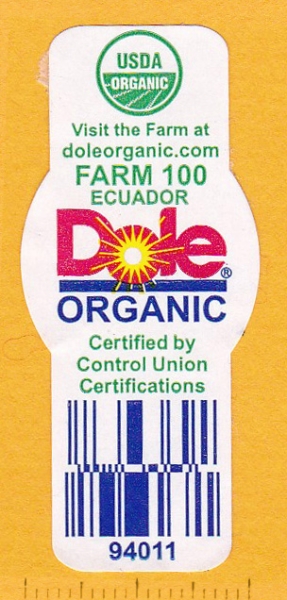 USDA
ORGANIC
Visit the Farm at
doleorganic.com
FARM 100
ECUADOR
Dole®
ORGANIC
Certified by
Control Union
Certifications
94011